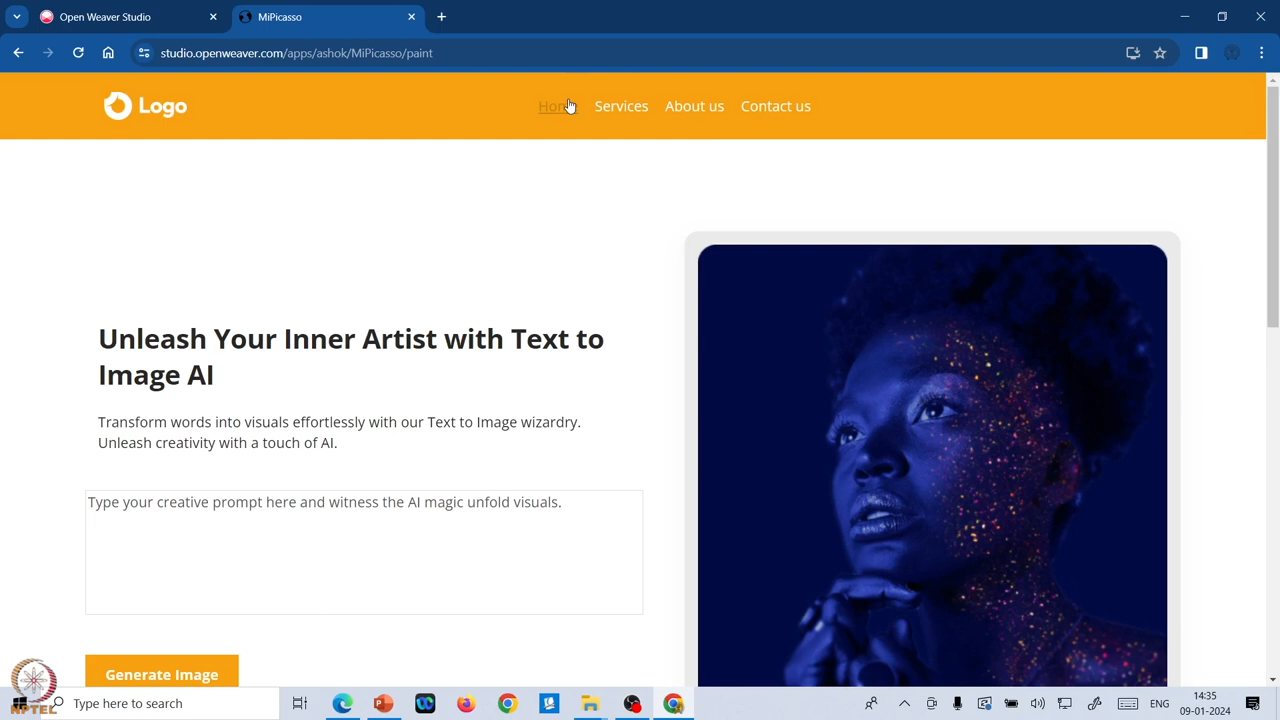 Open Weaver Studio
MiPicasso
studio.openweaver.com/apps/ashok/MiPicasso/paint
Logo
Home Services About us Contact us
Unleash Your Inner Artist with Text to
Image AI
Transform words into visuals effortlessly with our Text to Image wizardry.
Unleash creativity with a touch of AI.
Type your creative prompt here and witness the AI magic unfold visuals.
Generate Image
NPTEL
Type here to search
ENG
14:35
09-01-2024